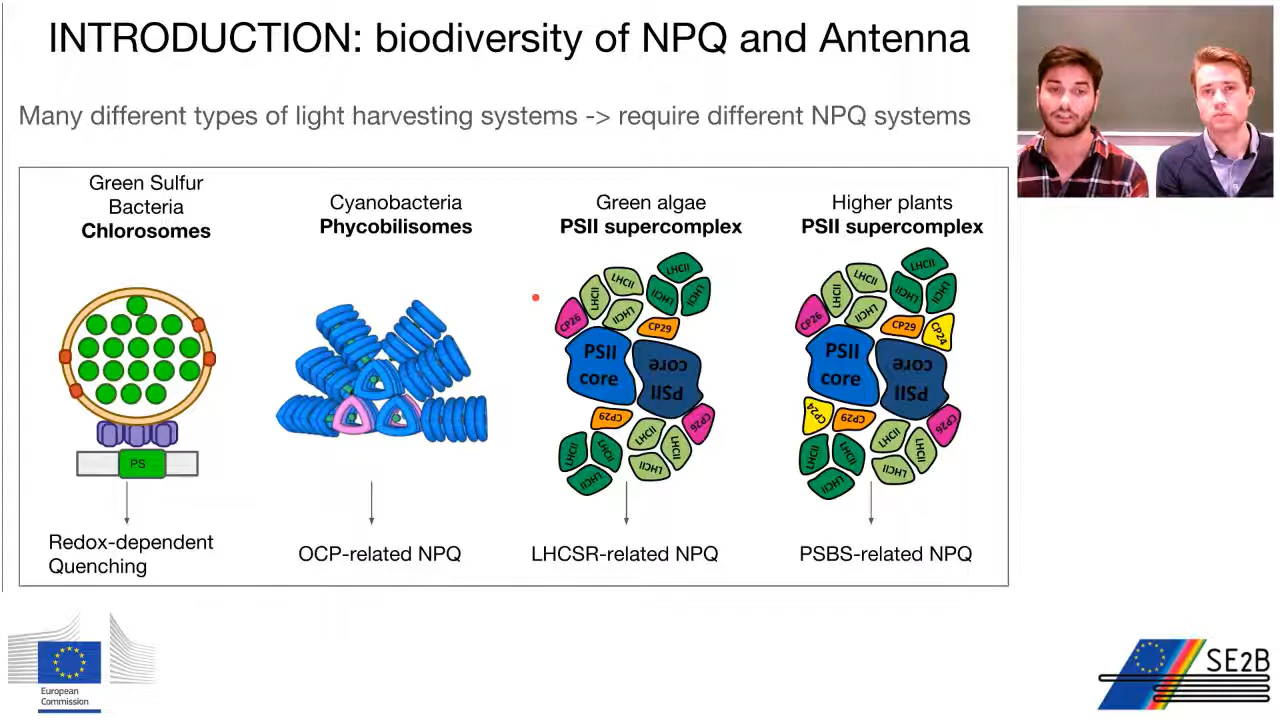 INTRODUCTION: biodiversity of NPQ and Antenna
Many different types of light harvesting systems -> require different NPQ systems
Green Sulfur
Bacteria
Chlorosomes
PS
Redox-dependent
Quenching
Cyanobacteria
Phycobilisomes
OCP-related NPQ
Green algae
PSII supercomplex
LHCII
LHCII
LHCII
LHCII
LHCII
LHCII
CP26
CP29
PSII
core
PSII
core
CP29
CP26
LHCII
LHCII
LHCII
LHCII
LHCII
LHCII
LHCSR-related NPQ
Higher plants
PSII supercomplex
LHCII
LHCII
LHCII
LHCII
LHCII
LHCII
CP26
CP29
CP24
PSII
core
PSII
core
CP24
CP29
CP26
LHCII
LHCII
LHCII
LHCII
LHCII
LHCII
PSBS-related NPQ
European
Commission
SE2B